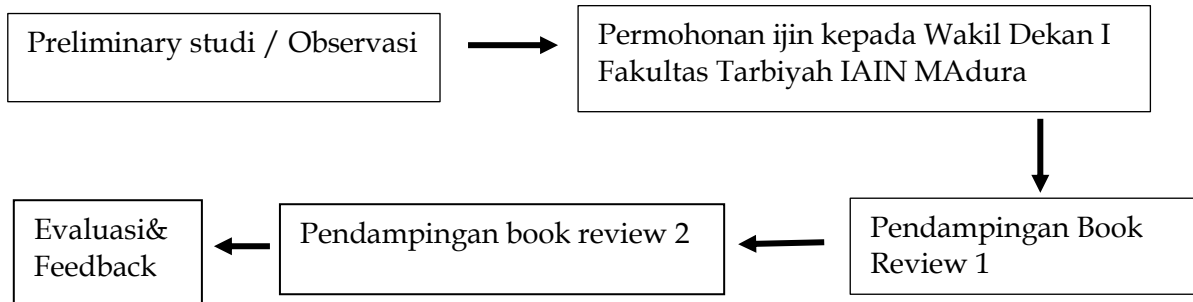 Preliminary studi / Observasi
Permohonan ijin kepada Wakil Dekan I
Fakultas Tarbiyah IAIN MAdura
Pendampingan Book
Review 1
Pendampingan book review 2
Evaluasi&
Feedback